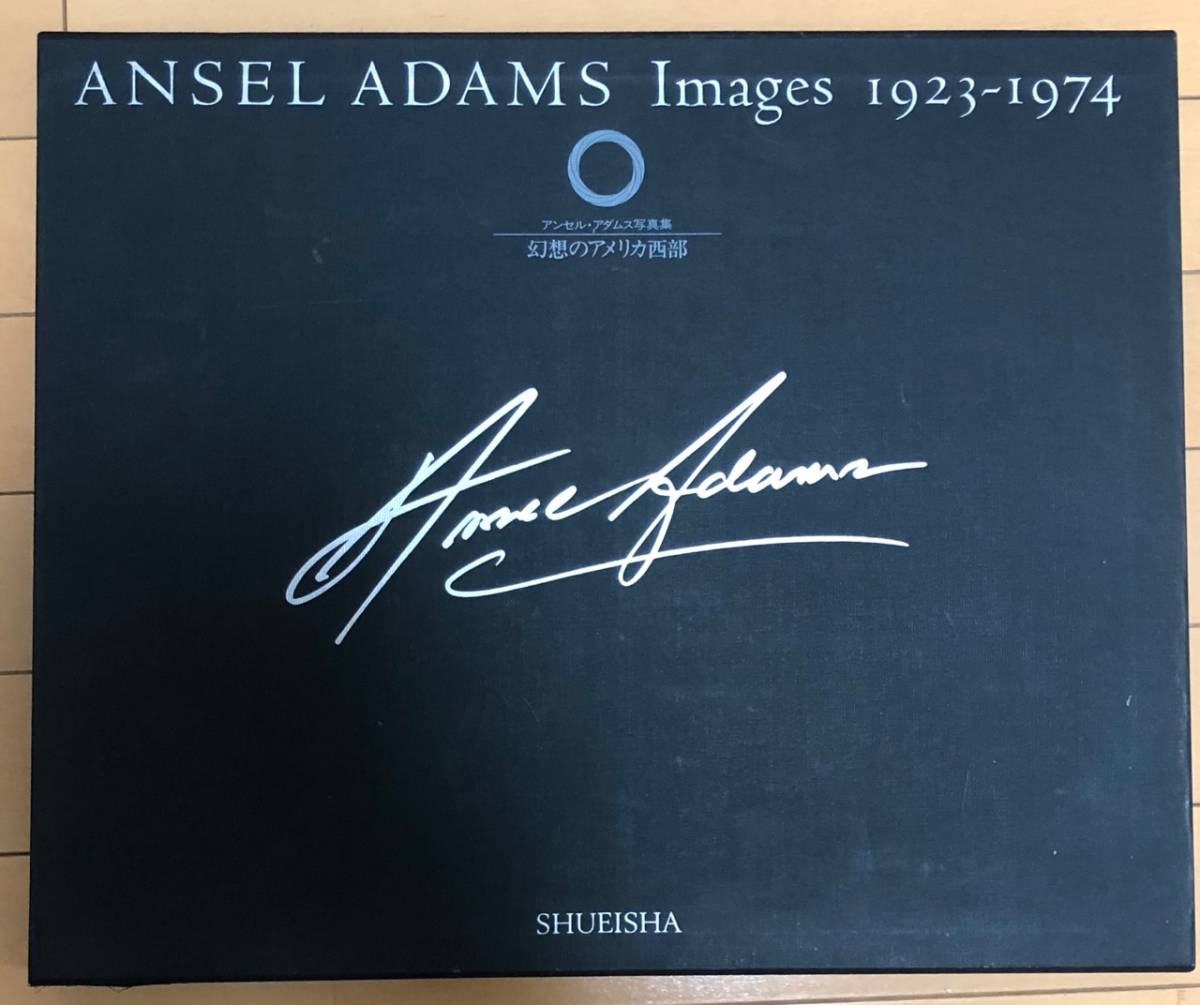 ANSEL ADAMS Images 1923-1974
アンセル・アダムス写真集
幻想のアメリカ西部
Ansel Adams
SHUEISHA